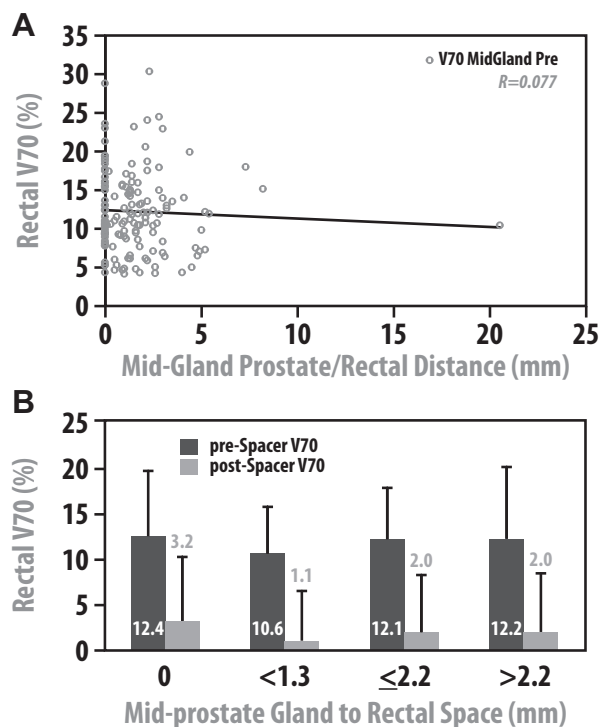 A
35
30
25
20
15
10
5
0
Rectal V70 (%)
V70 MidGland Pre
R=0.077
0 5 10 15 20 25
Mid-Gland Prostate/Rectal Distance (mm)
B
25
20
15
10
5
0
Rectal V70 (%)
pre-Spacer V70
post-Spacer V70
3.2
1.1
2.0
2.0
12.4
10.6
12.1
12.2
0 <1.3 ≤2.2 >2.2
Mid-prostate Gland to Rectal Space (mm)